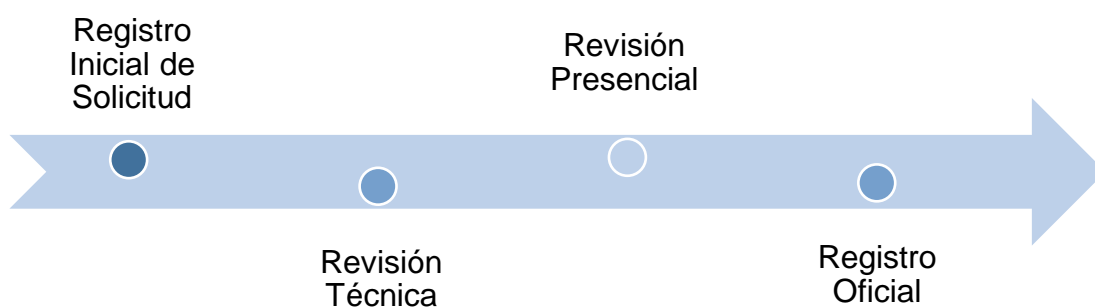 Registro
Inicial de
Solicitud
Revisión
Técnica
Revisión
Presencial
Registro
Oficial